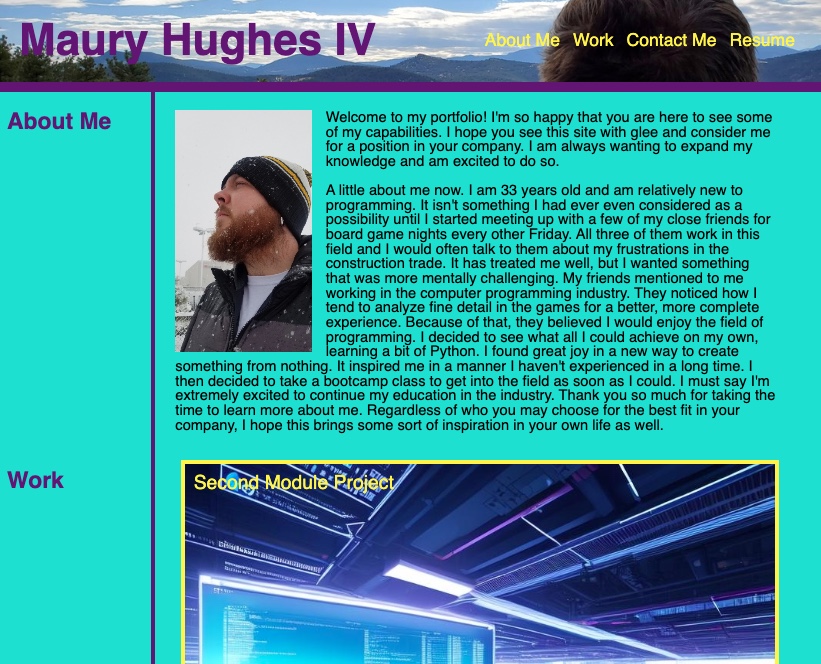 Maury Hughes IV
About Me Work Contact Me Resume
About Me
Welcome to my portfolio! I'm so happy that you are here to see some
of my capabilities. I hope you see this site with glee and consider me
for a position in your company. I am always wanting to expand my
knowledge and am excited to do so.
A little about me now. I am 33 years old and am relatively new to
programming. It isn't something I had ever even considered as a
possibility until I started meeting up with a few of my close friends for
board game nights every other Friday. All three of them work in this
field and I would often talk to them about my frustrations in the
construction trade. It has treated me well, but I wanted something
that was more mentally challenging. My friends mentioned to me
working in the computer programming industry. They noticed how I
tend to analyze fine detail in the games for a better, more complete
experience. Because of that, they believed I would enjoy the field of
programming. I decided to see what all I could achieve on my own,
learning a bit of Python. I found great joy in a new way to create
something from nothing. It inspired me in a manner I haven't experienced in a long time. I
then decided to take a bootcamp class to get into the field as soon as I could. I must say I'm
extremely excited to continue my education in the industry. Thank you so much for taking the
time to learn more about me. Regardless of who you may choose for the best fit in your
company, I hope this brings some sort of inspiration in your own life as well.
Work
Second Module Project